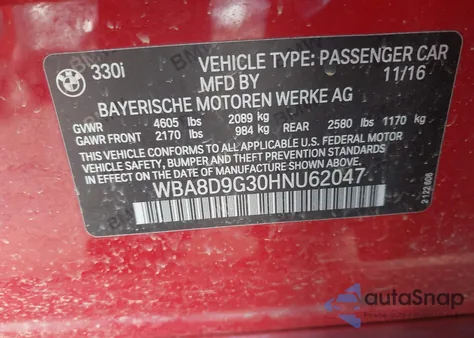 BMW
330i VEHICLE TYPE: PASSENGER CAR
MFD BY 11/16
BAYERISCHE MOTOREN WERKE AG
GVWR 4605 lbs 2089 kg
GAWR FRONT 2170 lbs 984 kg REAR 2580 lbs 1170 kg
THIS VEHICLE CONFORMS TO ALL APPLICABLE U.S. FEDERAL MOTOR
VEHICLE SAFETY, BUMPER, AND THEFT PREVENTION STANDARDS IN
EFFECT ON THE DATE OF MANUFACTURE SHOWN ABOVE.
WBA8D9G30HNU62047
autoSnap